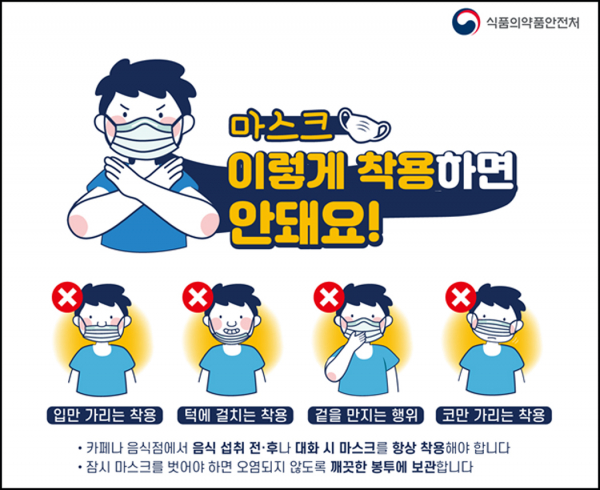 식품의약품안전처
마스크
이렇게 착용하면
안돼요!
입만 가리는 착용
턱에 걸치는 착용
겉을 만지는 행위
코만 가리는 착용
• 카페나 음식점에서 음식 섭취 전·후나 대화 시 마스크를 항상 착용해야 합니다
• 잠시 마스크를 벗어야 하면 오염되지 않도록 깨끗한 봉투에 보관합니다